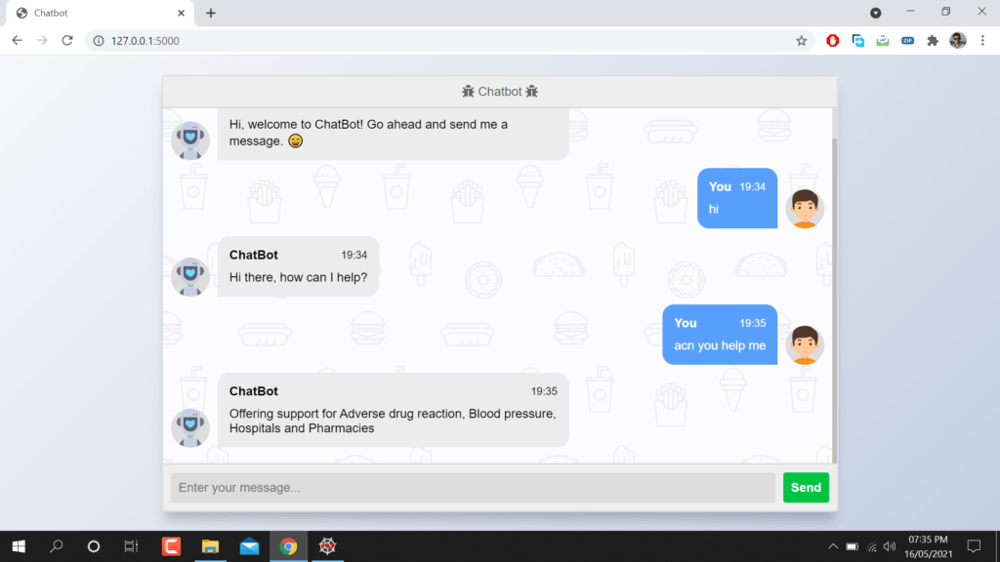 Chatbot
127.0.0.1:5000
ZIP
Chatbot
Hi, welcome to ChatBot! Go ahead and send me a
message. 😄
You 19:34
hi
ChatBot 19:34
Hi there, how can I help?
You 19:35
acn you help me
ChatBot 19:35
Offering support for Adverse drug reaction, Blood pressure,
Hospitals and Pharmacies
Enter your message...
Send
07:35 PM
16/05/2021